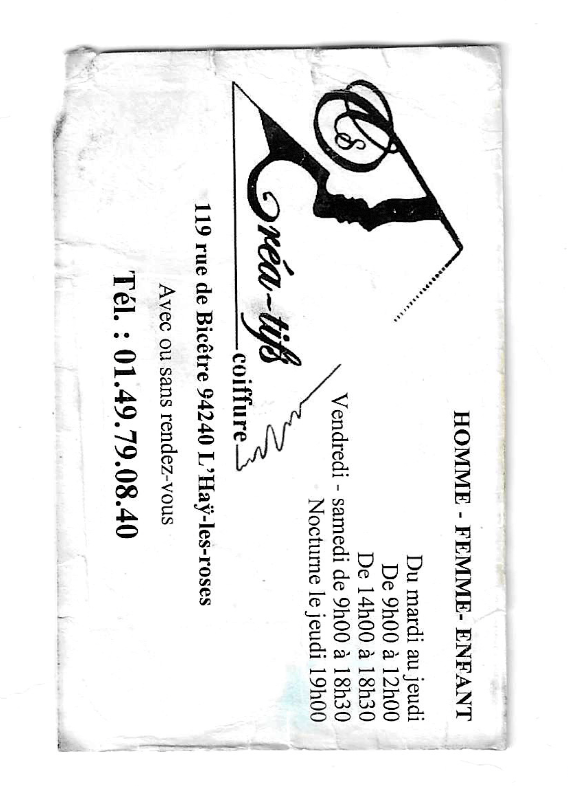 HOMME - FEMME- ENFANT
Du mardi au jeudi
De 9h00 à 12h00
De 14h00 à 18h30
Vendredi - samedi de 9h00 à 18h30
Nocturne le jeudi 19h00
Créa-tifs
coiffure
119 rue de Bicêtre 94240 L'Haÿ-les-roses
Avec ou sans rendez-vous
Tél. : 01.49.79.08.40